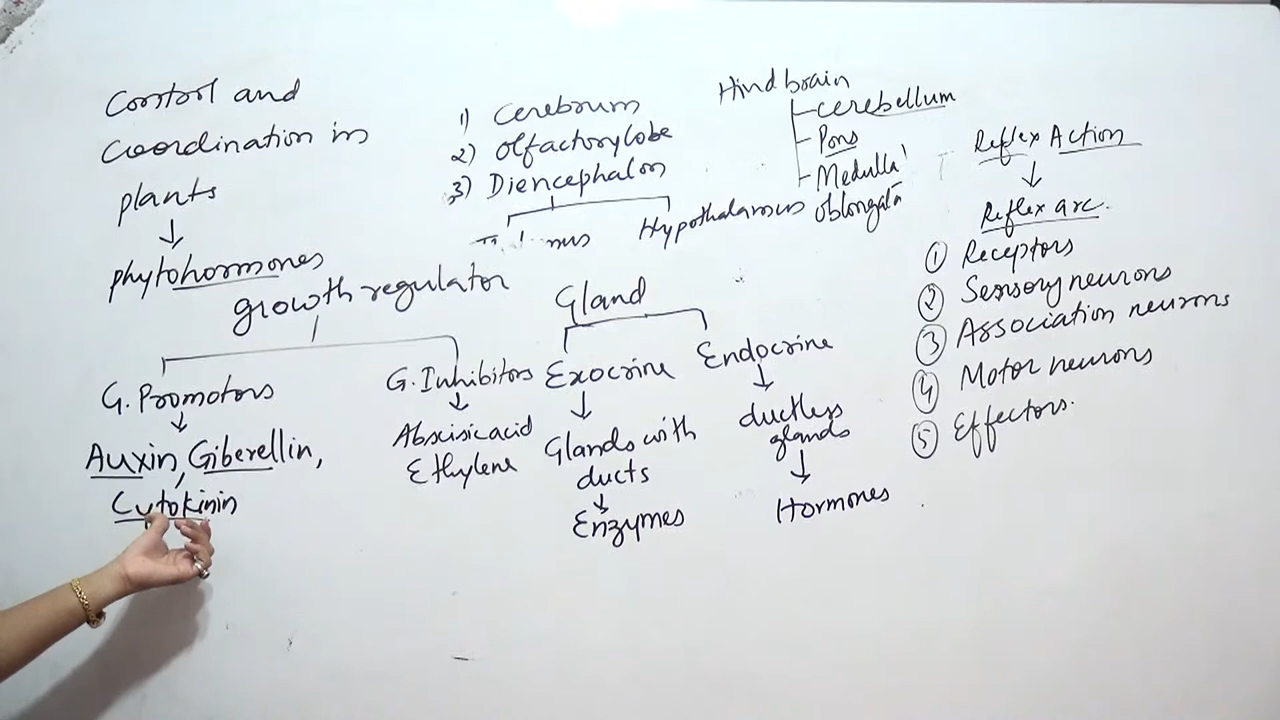 Control and
Coordination in
plants
↓
phytohormones
growth regulator
G. Promotors
↓
Auxin, Giberellin,
Cytokinin
G. Inhibitors
↓
Abscisic acid
Ethylene
1) Cerebrum
2) Olfactorylobe
3) Diencephalon
Hypothalamus
Hind brain
cerebellum
Pons
Medulla
oblongata
Gland
Exocrine
↓
Glands with
ducts
↓
Enzymes
Endocrine
↓
ductless
glands
↓
Hormones
Reflex Action
↓
Reflex arc.
① Receptors
② Sensory neurons
③ Association neurons
④ Motor neurons
⑤ Effectors.